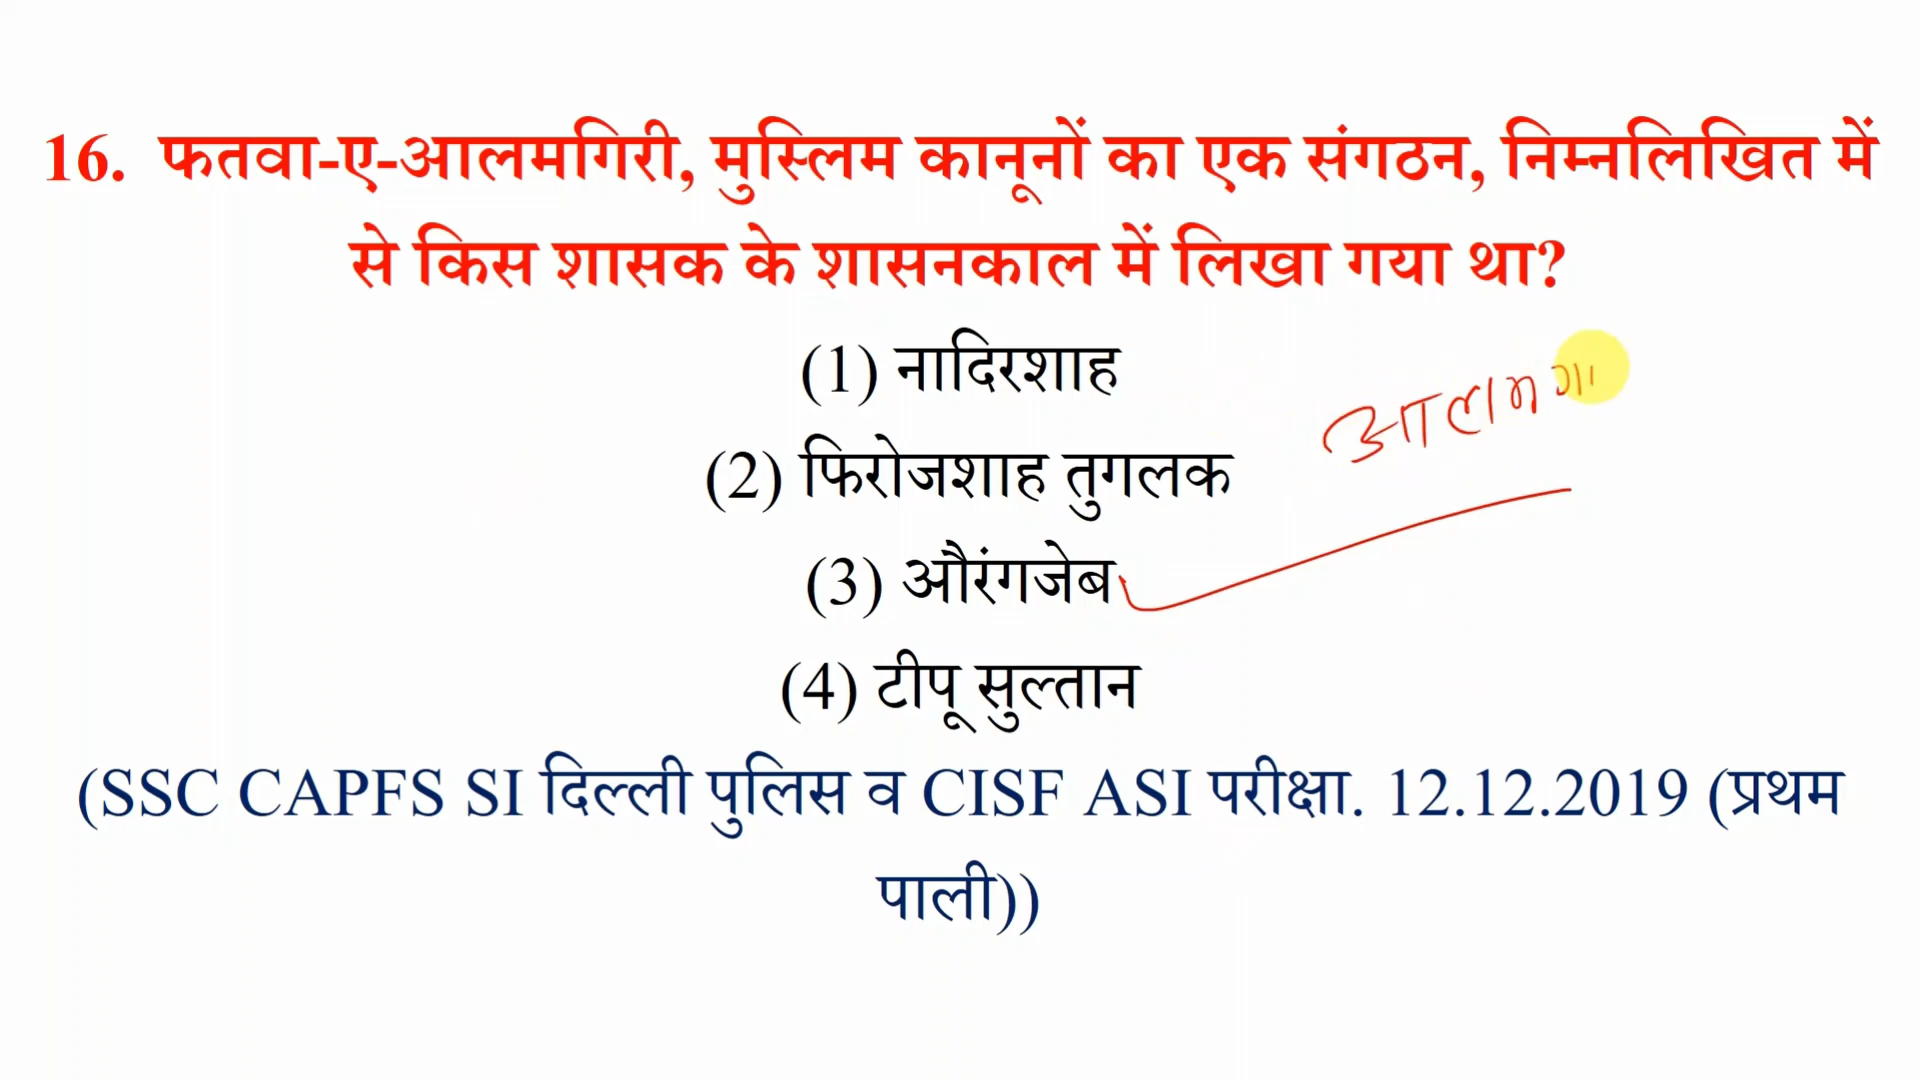 16. फतवा-ए-आलमगिरी, मुस्लिम कानूनों का एक संगठन, निम्नलिखित में
से किस शासक के शासनकाल में लिखा गया था?
(1) नादिरशाह
(2) फिरोजशाह तुगलक
(3) औरंगजेब
(4) टीपू सुल्तान
(SSC CAPFS SI दिल्ली पुलिस व CISF ASI परीक्षा. 12.12.2019 (प्रथम
पाली))